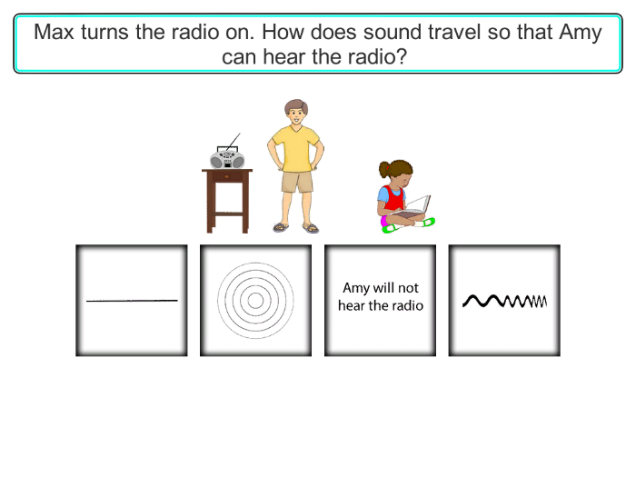 Max turns the radio on. How does sound travel so that Amy
can hear the radio?
Amy will not
hear the radio